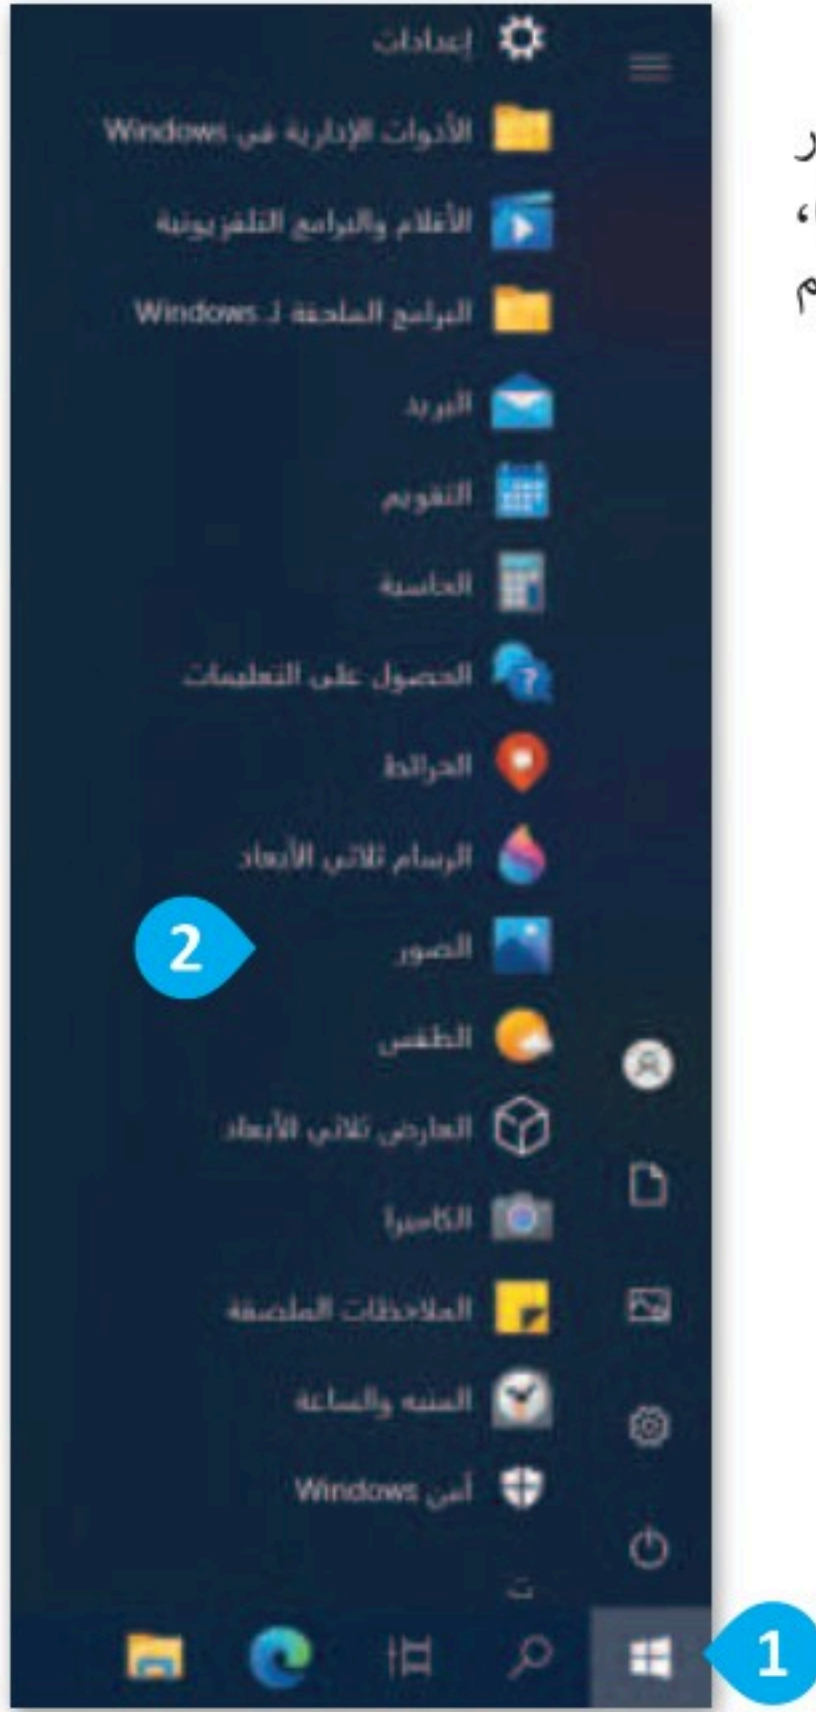 إعدادات
الأدوات الإدارية في Windows
الأفلام والبرامج التلفزيونية
البرامج الملحقة لـ Windows
البريد
التقويم
الحاسبة
الحصول على التعليمات
الخرائط
الرسام ثلاثي الأبعاد
2
الصور
الطقس
العارض ثلاثي الأبعاد
الكاميرا
الملاحظات الملصقة
المنبه والساعة
أمن Windows
ت
1